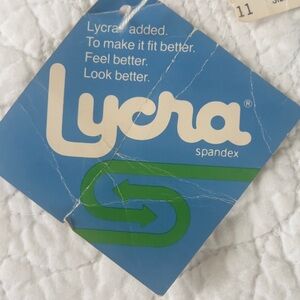 Lycra® added.
To make it fit better.
Feel better.
Look better.
Lycra®
spandex
11